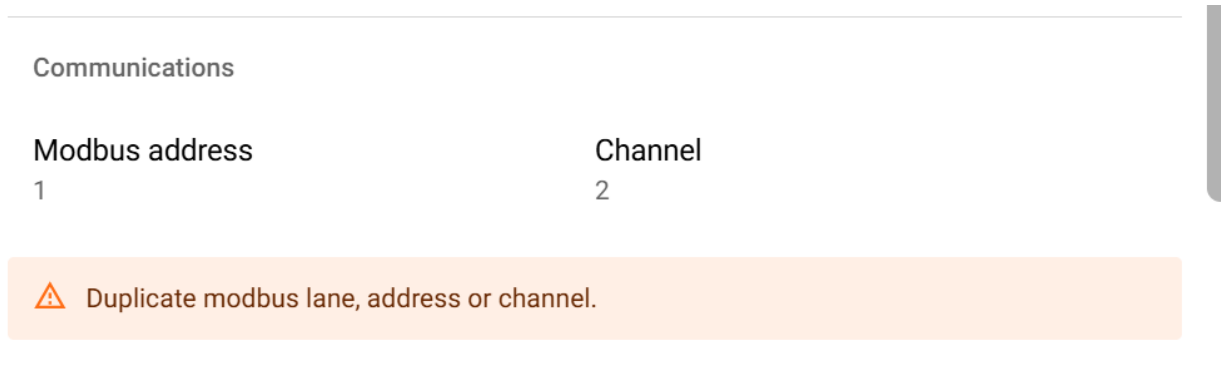 Communications
Modbus address Channel
1 2
Duplicate modbus lane, address or channel.